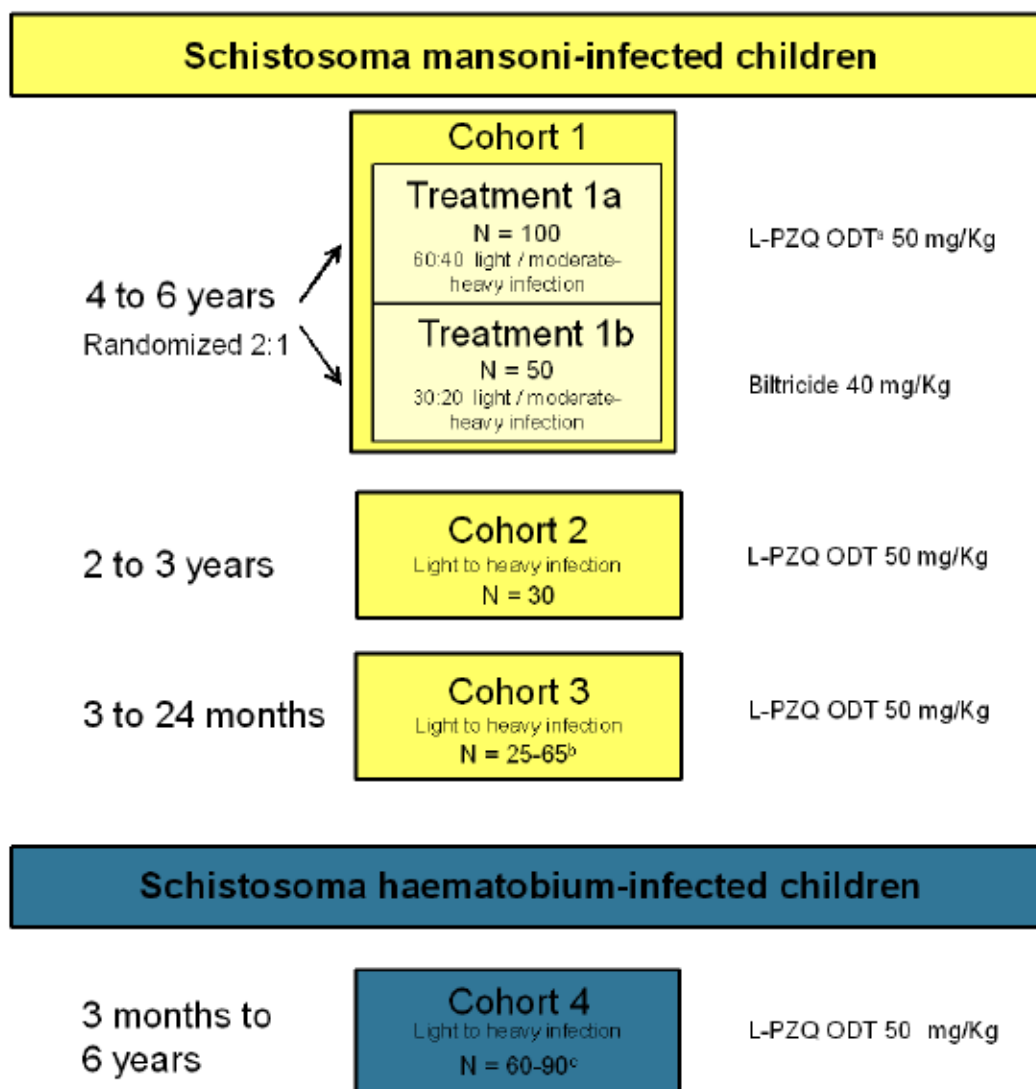 Schistosoma mansoni-infected children
Cohort 1
Treatment 1a
N = 100
60:40 light / moderate-
heavy infection
L-PZQ ODTᵃ 50 mg/Kg
4 to 6 years
Randomized 2:1
Treatment 1b
N = 50
30:20 light / moderate-
heavy infection
Biltricide 40 mg/Kg
2 to 3 years
Cohort 2
Light to heavy infection
N = 30
L-PZQ ODT 50 mg/Kg
3 to 24 months
Cohort 3
Light to heavy infection
N = 25-65ᵇ
L-PZQ ODT 50 mg/Kg
Schistosoma haematobium-infected children
3 months to
6 years
Cohort 4
Light to heavy infection
N = 60-90ᶜ
L-PZQ ODT 50 mg/Kg